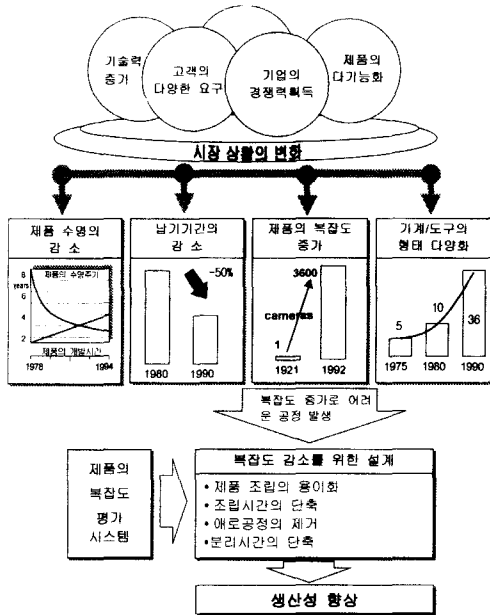 기술력
증가
고객의
다양한 요구
기업의
경쟁력획득
제품의
다기능화
시장 상황의 변화
제품 수명의
감 소
8
years
6
4
2
제품의 수명주기
제품의 개발시간
1978
1994
납기기간의
감 소
-50%
1980
1990
제품의 복잡도
증가
3600
cameras
1
1921
1992
기계/도구의
형태 다양화
5
10
36
1975
1980
1990
복잡도 증가로 어려
운 공정 발생
제품의
복잡도
평가
시스템
복잡도 감소를 위한 설계
• 제품 조립의 용이화
• 조립시간의 단축
• 애로공정의 제거
• 분리시간의 단축
생산성 향상